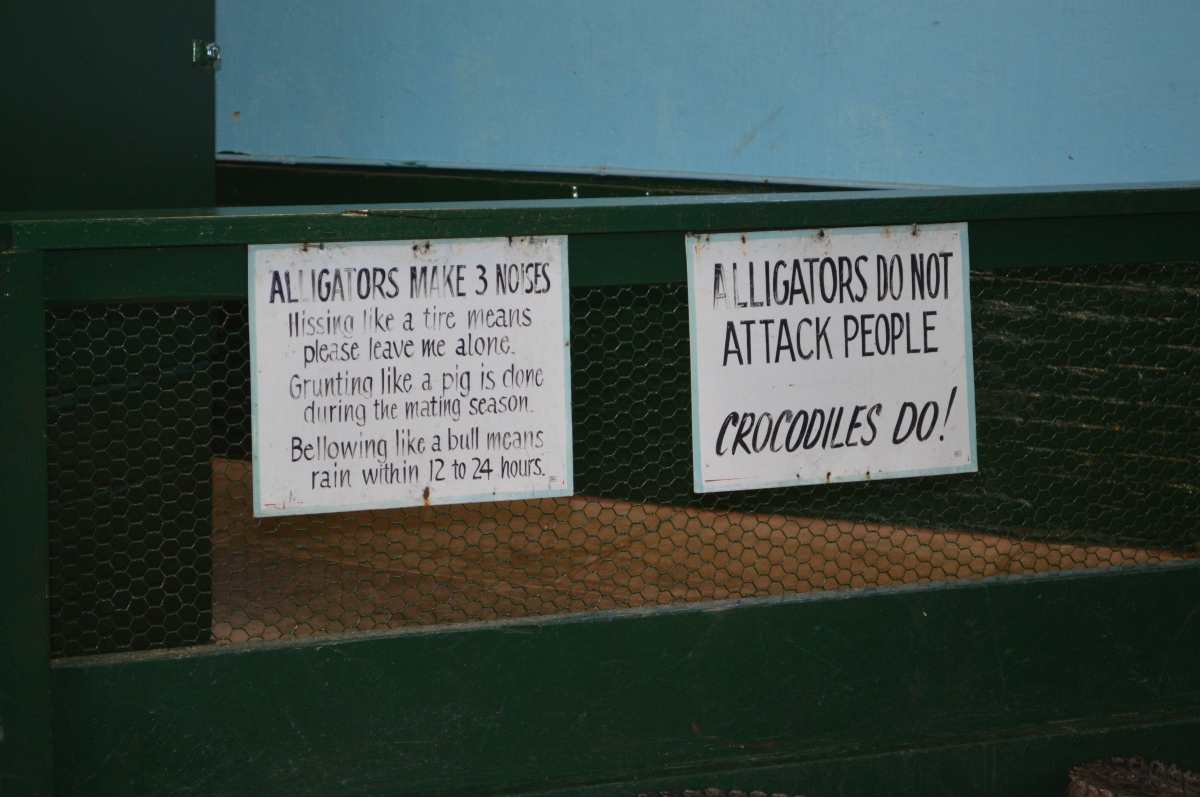 ALLIGATORS MAKE 3 NOISES
Hissing like a tire means
please leave me alone.
Grunting like a pig is done
during the mating season.
Bellowing like a bull means
rain within 12 to 24 hours.
ALLIGATORS DO NOT
ATTACK PEOPLE
CROCODILES DO!